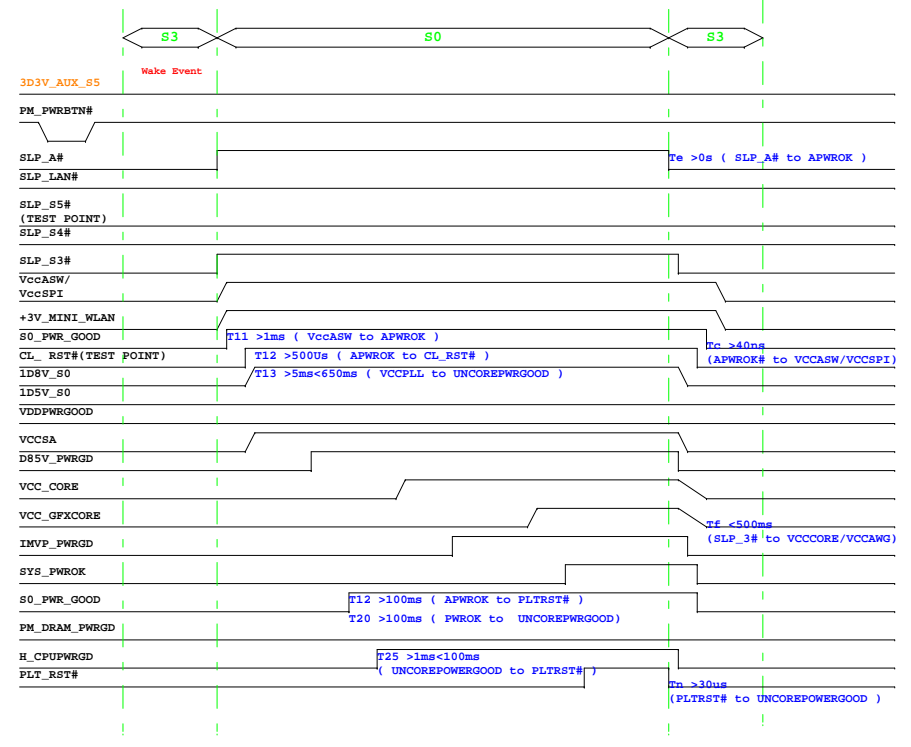 S3 S0 S3
Wake Event
3D3V_AUX_S5
PM_PWRBTN#
SLP_A# Te >0s ( SLP_A# to APWROK )
SLP_LAN#
SLP_S5#
(TEST POINT)
SLP_S4#
SLP_S3#
VccASW/
VccSPI
+3V_MINI_WLAN
S0_PWR_GOOD T11 >1ms ( VccASW to APWROK )
Tc >40ns
CL_ RST#(TEST POINT) T12 >500Us ( APWROK to CL_RST# ) (APWROK# to VCCASW/VCCSPI)
1D8V_S0 T13 >5ms<650ms ( VCCPLL to UNCOREPWRGOOD )
1D5V_S0
VDDPWRGOOD
VCCSA
D85V_PWRGD
VCC_CORE
VCC_GFXCORE
Tf <500ms
IMVP_PWRGD (SLP_3# to VCCCORE/VCCAWG)
SYS_PWROK
S0_PWR_GOOD T12 >100ms ( APWROK to PLTRST# )
T20 >100ms ( PWROK to UNCOREPWRGOOD)
PM_DRAM_PWRGD
H_CPUPWRGD T25 >1ms<100ms
( UNCOREPOWERGOOD to PLTRST# )
PLT_RST#
Tn >30us
(PLTRST# to UNCOREPOWERGOOD )